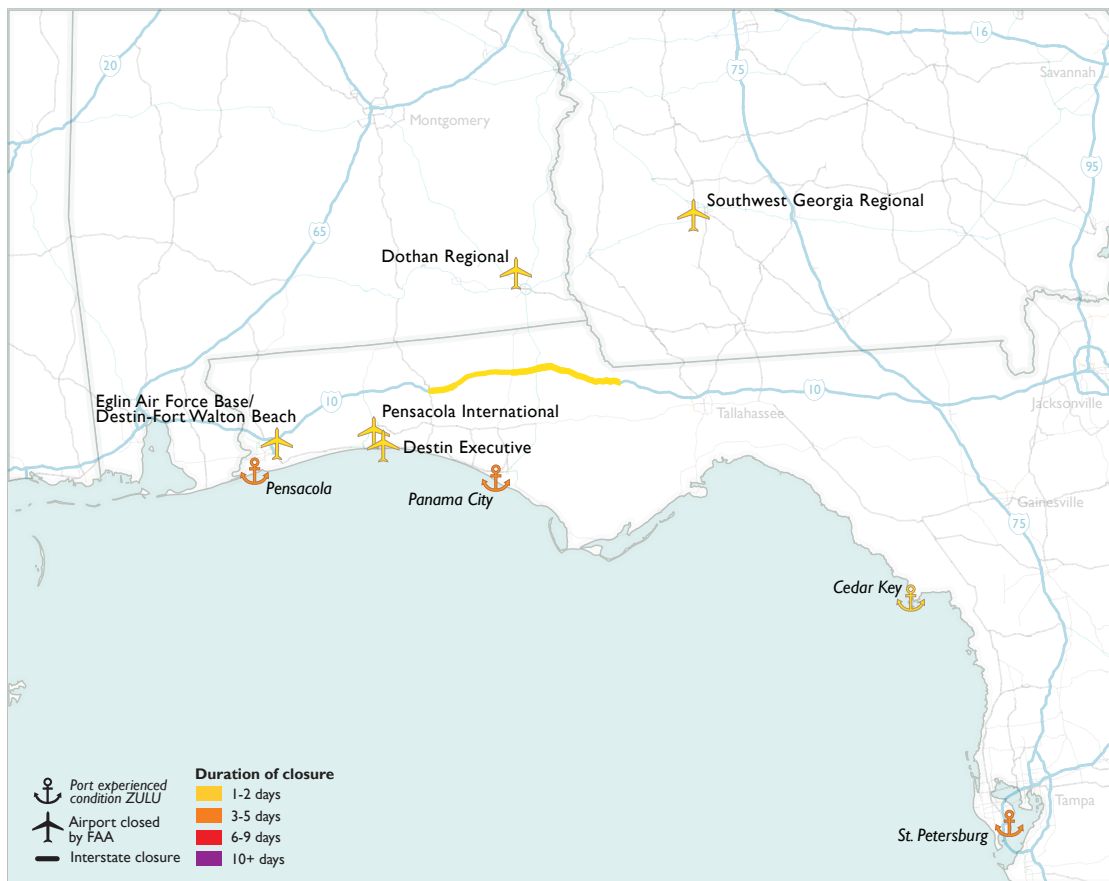 16
20
75
Savannah
Montgomery
95
Southwest Georgia Regional
65
Dothan Regional
Eglin Air Force Base/
Destin-Fort Walton Beach
10
Pensacola International
10
Tallahassee
Jacksonville
Destin Executive
Pensacola
Panama City
Gainesville
75
Cedar Key
Port experienced
condition ZULU
Airport closed
by FAA
Interstate closure
Duration of closure
1-2 days
3-5 days
6-9 days
10+ days
Tampa
St. Petersburg